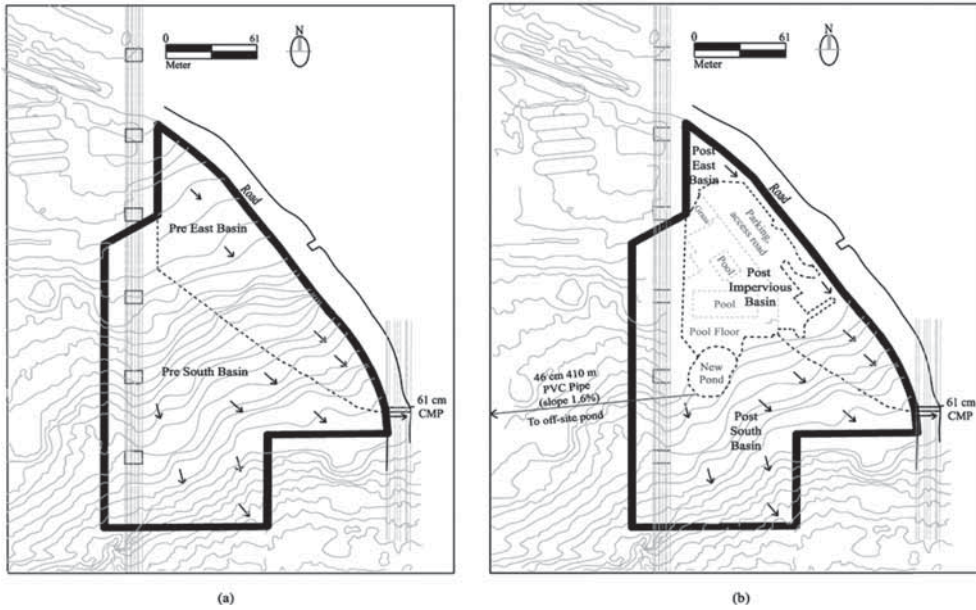 0
61
Meter
N
Road
Pre East Basin
Pre South Basin
61 cm
CMP
(a)
0
61
Meter
N
Post
East
Basin
Road
Parking,
access road
Pool
Post
Impervious
Basin
Pool
Pool Floor
New
Pond
46 cm 410 m
PVC Pipe
(slope 1.6%)
To off-site pond
Post
South
Basin
61 cm
CMP
(b)